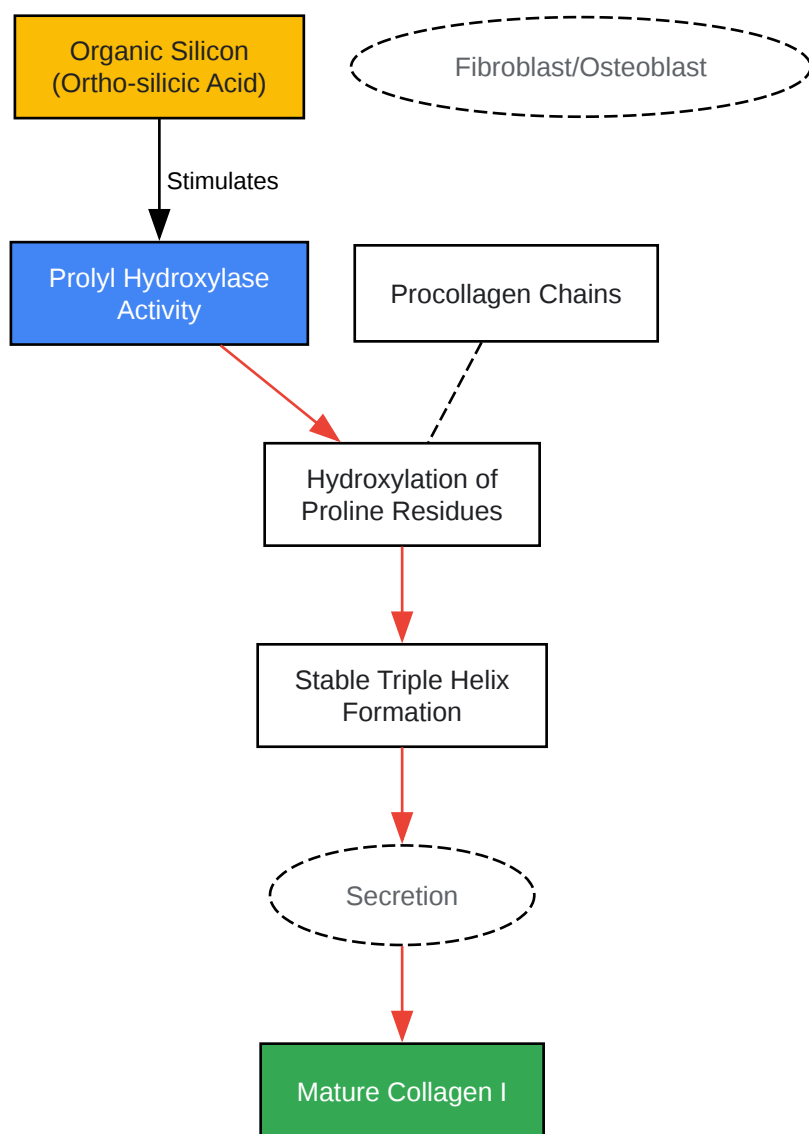 Organic Silicon
(Ortho-silicic Acid)
Fibroblast/Osteoblast
Stimulates
Prolyl Hydroxylase
Activity
Procollagen Chains
Hydroxylation of
Proline Residues
Stable Triple Helix
Formation
Secretion
Mature Collagen I